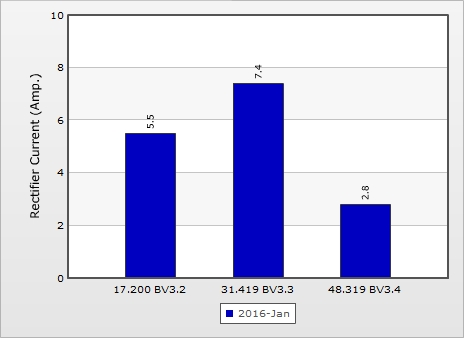 10
8
6
4
2
0
Rectifier Current (Amp.)
5.5
7.4
2.8
17.200 BV3.2
31.419 BV3.3
48.319 BV3.4
2016-Jan